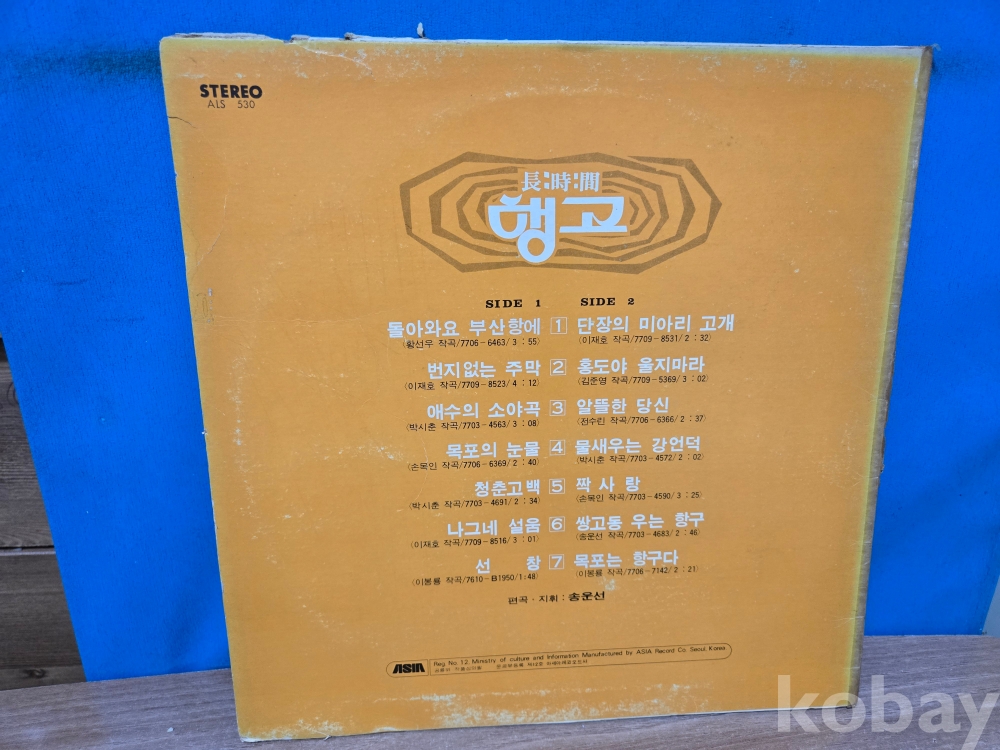 STEREO
ALS 530
長:時:間
행고
SIDE 1 SIDE 2
돌아와요 부산항에 1 단장의 미아리 고개
(황선우 작곡/7706-6463/3:55) (이재호 작곡/7709-8531/2:32)
번지없는 주막 2 홍도야 울지마라
(이재호 작곡/7709-8523/4:12) (김준영 작곡/7709-5369/3:02)
애수의 소야곡 3 알뜰한 당신
(박시춘 작곡/7703-4563/3:08) (전수린 작곡/7706-6366/2:37)
목포의 눈물 4 물새우는 강언덕
(손목인 작곡/7706-6369/2:40) (박시춘 작곡/7703-4572/2:02)
청춘고백 5 짝사랑
(박시춘 작곡/7703-4691/2:34) (손목인 작곡/7703-4590/3:25)
나그네 설움 6 쌍고동 우는 항구
(이재호 작곡/7709-8516/3:01) (송운선 작곡/7703-4683/2:46)
선 창 7 목포는 항구다
(이봉룡 작곡/7610-B1950/1:48) (이봉룡 작곡/7706-7142/2:21)
편곡·지휘: 송운선
ASIA Reg. No. 12. Ministry of culture and Information Manufactured by ASIA Record Co. Seoul, Korea
kobay